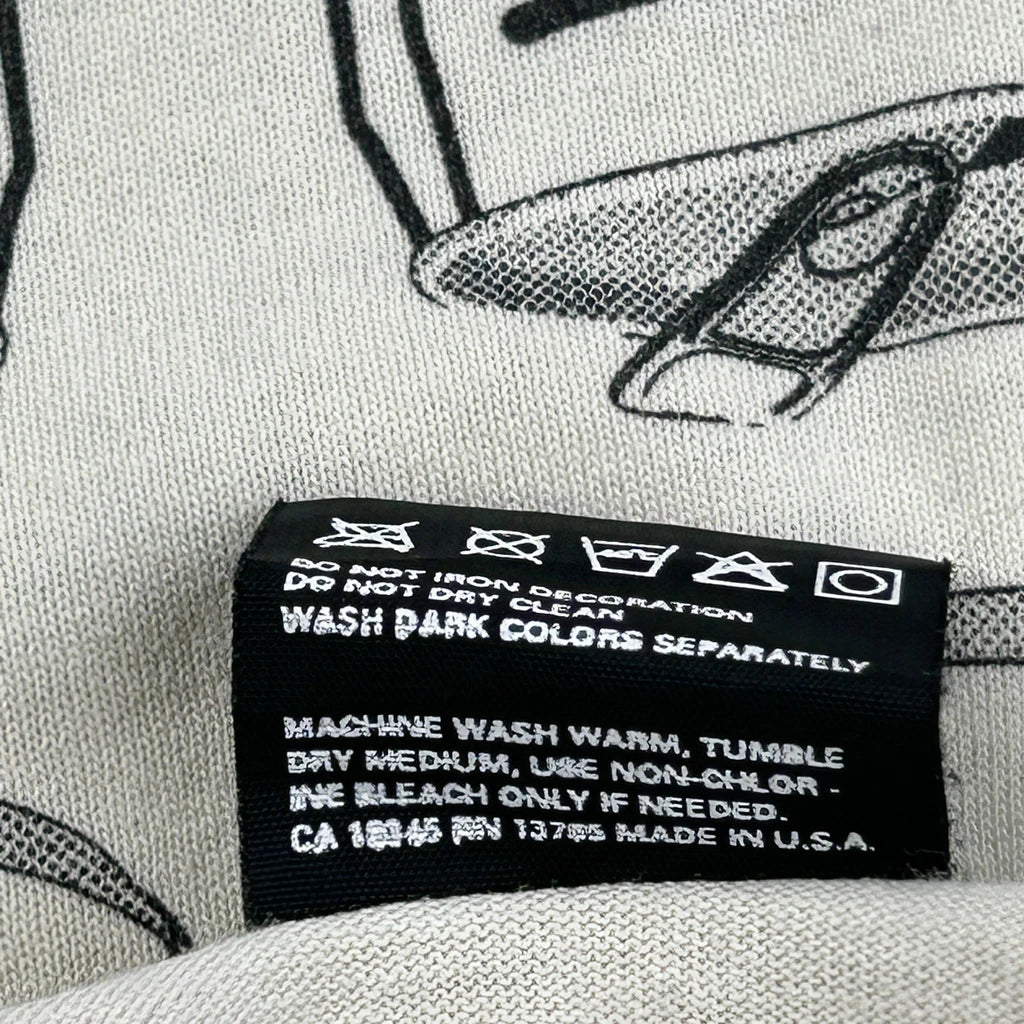 DO NOT IRON DECORATION
DO NOT DRY CLEAN
WASH DARK COLORS SEPARATELY
MACHINE WASH WARM, TUMBLE
DRY MEDIUM, USE NON-CHLOR -
INE BLEACH ONLY IF NEEDED.
CA RN MADE IN U.S.A.